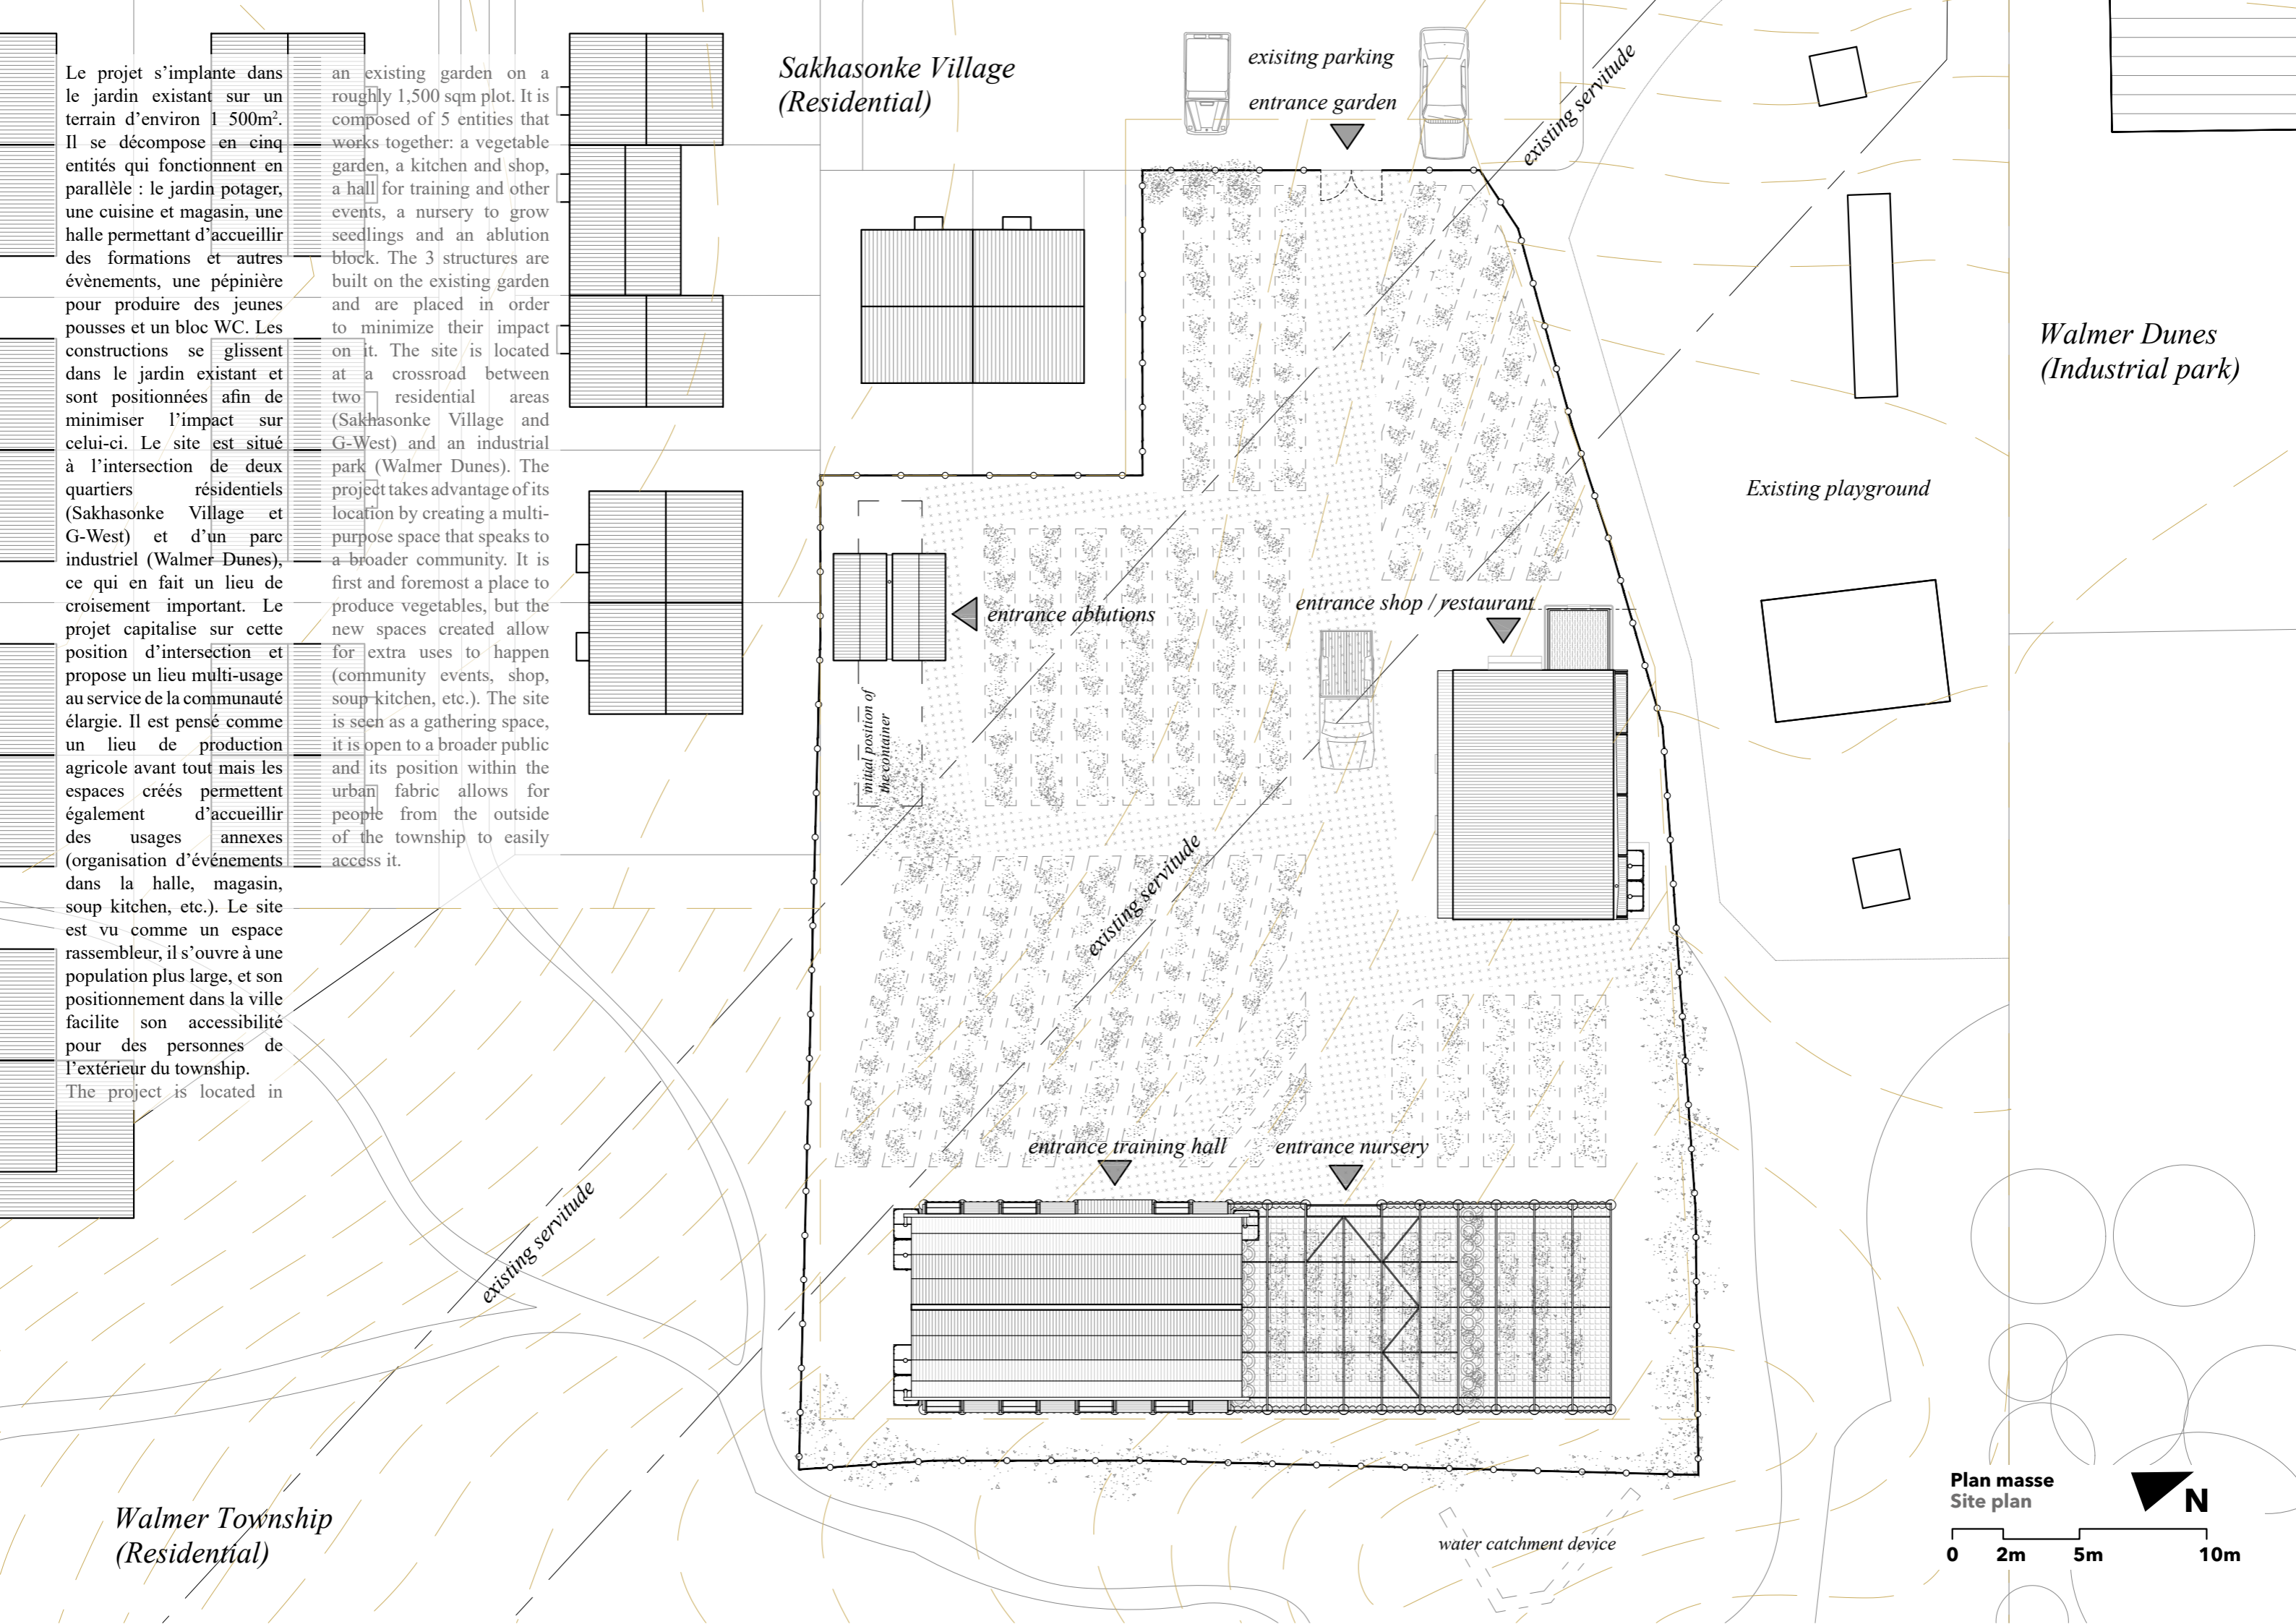 Le projet s’implante dans
le jardin existant sur un
terrain d’environ 1 500m².
Il se décompose en cinq
entités qui fonctionnent en
parallèle : le jardin potager,
une cuisine et magasin, une
halle permettant d’accueillir
des formations et autres
évènements, une pépinière
pour produire des jeunes
pousses et un bloc WC. Les
constructions se glissent
dans le jardin existant et
sont positionnées afin de
minimiser l’impact sur
celui-ci. Le site est situé
à l’intersection de deux
quartiers résidentiels
(Sakhasonke Village et
G-West) et d’un parc
industriel (Walmer Dunes),
ce qui en fait un lieu de
croisement important. Le
projet capitalise sur cette
position d’intersection et
propose un lieu multi-usage
au service de la communauté
élargie. Il est pensé comme
un lieu de production
agricole avant tout mais les
espaces créés permettent
également d’accueillir
des usages annexes
(organisation d’événements
dans la halle, magasin,
soup kitchen, etc.). Le site
est vu comme un espace
rassembleur, il s’ouvre à une
population plus large, et son
positionnement dans la ville
facilite son accessibilité
pour des personnes de
l’extérieur du township.
The project is located in
an existing garden on a
roughly 1,500 sqm plot. It is
composed of 5 entities that
works together: a vegetable
garden, a kitchen and shop,
a hall for training and other
events, a nursery to grow
seedlings and an ablution
block. The 3 structures are
built on the existing garden
and are placed in order
to minimize their impact
on it. The site is located
at a crossroad between
two residential areas
(Sakhasonke Village and
G-West) and an industrial
park (Walmer Dunes). The
project takes advantage of its
location by creating a multi-
purpose space that speaks to
a broader community. It is
first and foremost a place to
produce vegetables, but the
new spaces created allow
for extra uses to happen
(community events, shop,
soup kitchen, etc.). The site
is seen as a gathering space,
it is open to a broader public
and its position within the
urban fabric allows for
people from the outside
of the township to easily
access it.
Sakhasonke Village
(Residential)
exisitng parking
entrance garden
existing servitude
Walmer Dunes
(Industrial park)
Existing playground
entrance ablutions
entrance shop / restaurant
initial position of
the container
existing servitude
entrance training hall
entrance nursery
existing servitude
Walmer Township
(Residential)
water catchment device
Plan masse
Site plan
N
0 2m 5m 10m